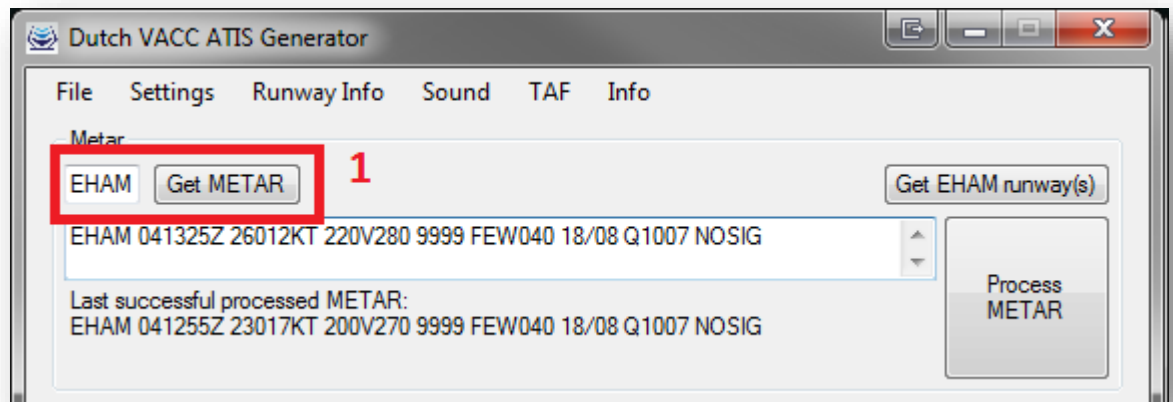 Dutch VACC ATIS Generator
File Settings Runway Info Sound TAF Info
Metar
EHAM Get METAR 1 Get EHAM runway(s)
EHAM 041325Z 26012KT 220V280 9999 FEW040 18/08 Q1007 NOSIG
Process
METAR
Last successful processed METAR:
EHAM 041255Z 23017KT 200V270 9999 FEW040 18/08 Q1007 NOSIG